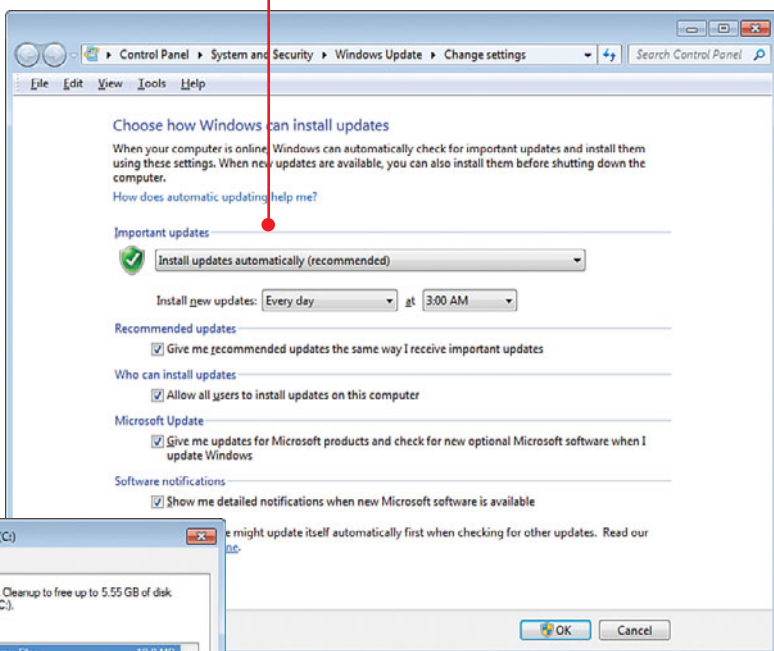 Control Panel ▸ System and Security ▸ Windows Update ▸ Change settings
Search Control Panel
File Edit View Tools Help
Choose how Windows can install updates
When your computer is online, Windows can automatically check for important updates and install them
using these settings. When new updates are available, you can also install them before shutting down the
computer.
How does automatic updating help me?
Important updates
Install updates automatically (recommended)
Install new updates: Every day at 3:00 AM
Recommended updates
Give me recommended updates the same way I receive important updates
Who can install updates
Allow all users to install updates on this computer
Microsoft Update
Give me updates for Microsoft products and check for new optional Microsoft software when I
update Windows
Software notifications
Show me detailed notifications when new Microsoft software is available
might update itself automatically first when checking for other updates. Read our
OK Cancel
(C:)
Cleanup to free up to 5.55 GB of disk
C:).